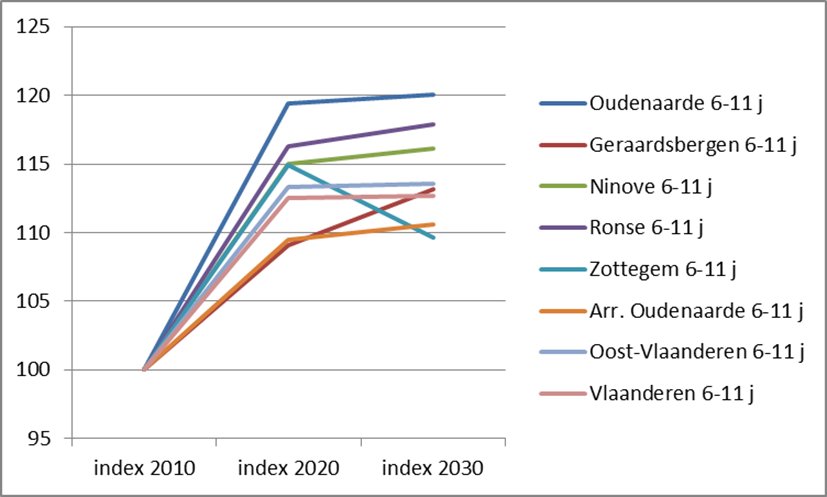 125
120
115
110
105
100
95
index 2010
index 2020
index 2030
Oudenaarde 6-11 j
Geraardsbergen 6-11 j
Ninove 6-11 j
Ronse 6-11 j
Zottegem 6-11 j
Arr. Oudenaarde 6-11 j
Oost-Vlaanderen 6-11 j
Vlaanderen 6-11 j